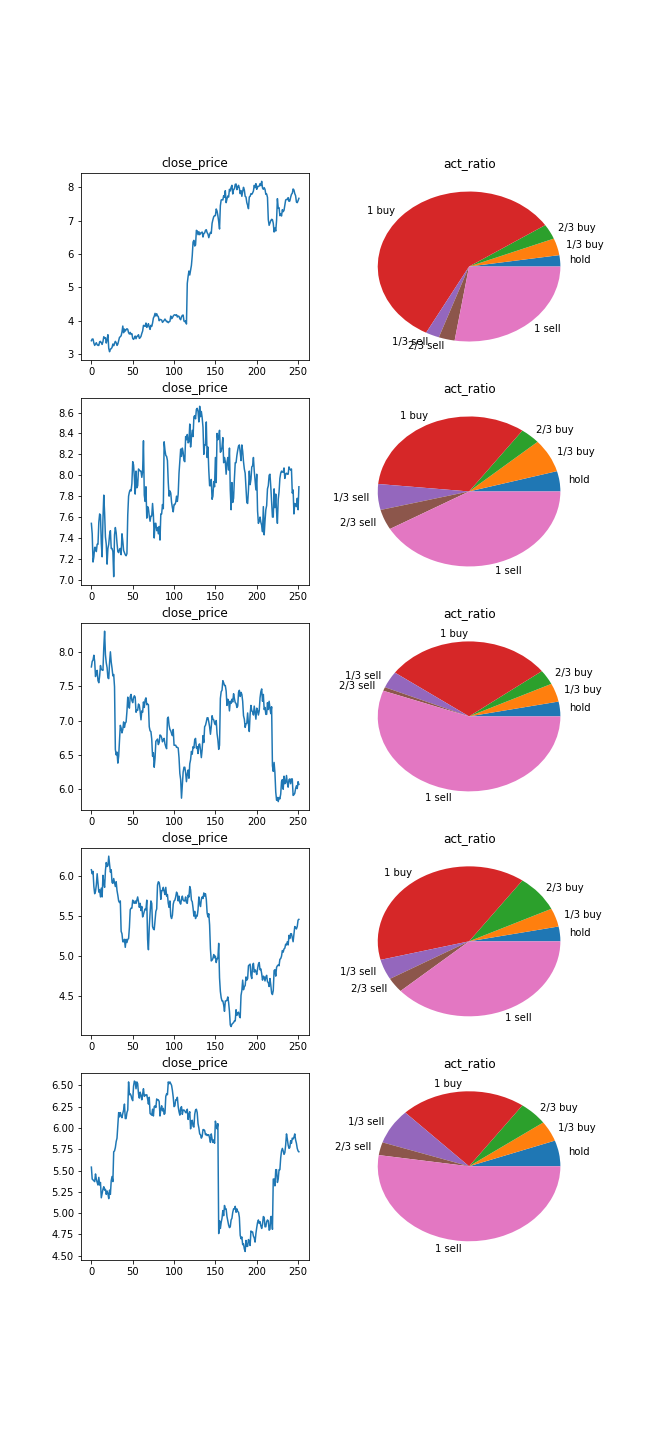 close_price
8
7
6
5
4
3
0 50 100 150 200 250
act_ratio
1 buy
2/3 buy
1/3 buy
hold
1/3 sell
2/3 sell
1 sell
close_price
8.6
8.4
8.2
8.0
7.8
7.6
7.4
7.2
7.0
0 50 100 150 200 250
act_ratio
1 buy
2/3 buy
1/3 buy
hold
1/3 sell
2/3 sell
1 sell
close_price
8.0
7.5
7.0
6.5
6.0
0 50 100 150 200 250
act_ratio
1 buy
2/3 buy
1/3 sell
2/3 sell
1/3 buy
hold
1 sell
close_price
6.0
5.5
5.0
4.5
0 50 100 150 200 250
act_ratio
1 buy
2/3 buy
1/3 buy
hold
1/3 sell
2/3 sell
1 sell
close_price
6.50
6.25
6.00
5.75
5.50
5.25
5.00
4.75
4.50
0 50 100 150 200 250
act_ratio
1 buy
2/3 buy
1/3 sell
1/3 buy
2/3 sell
hold
1 sell